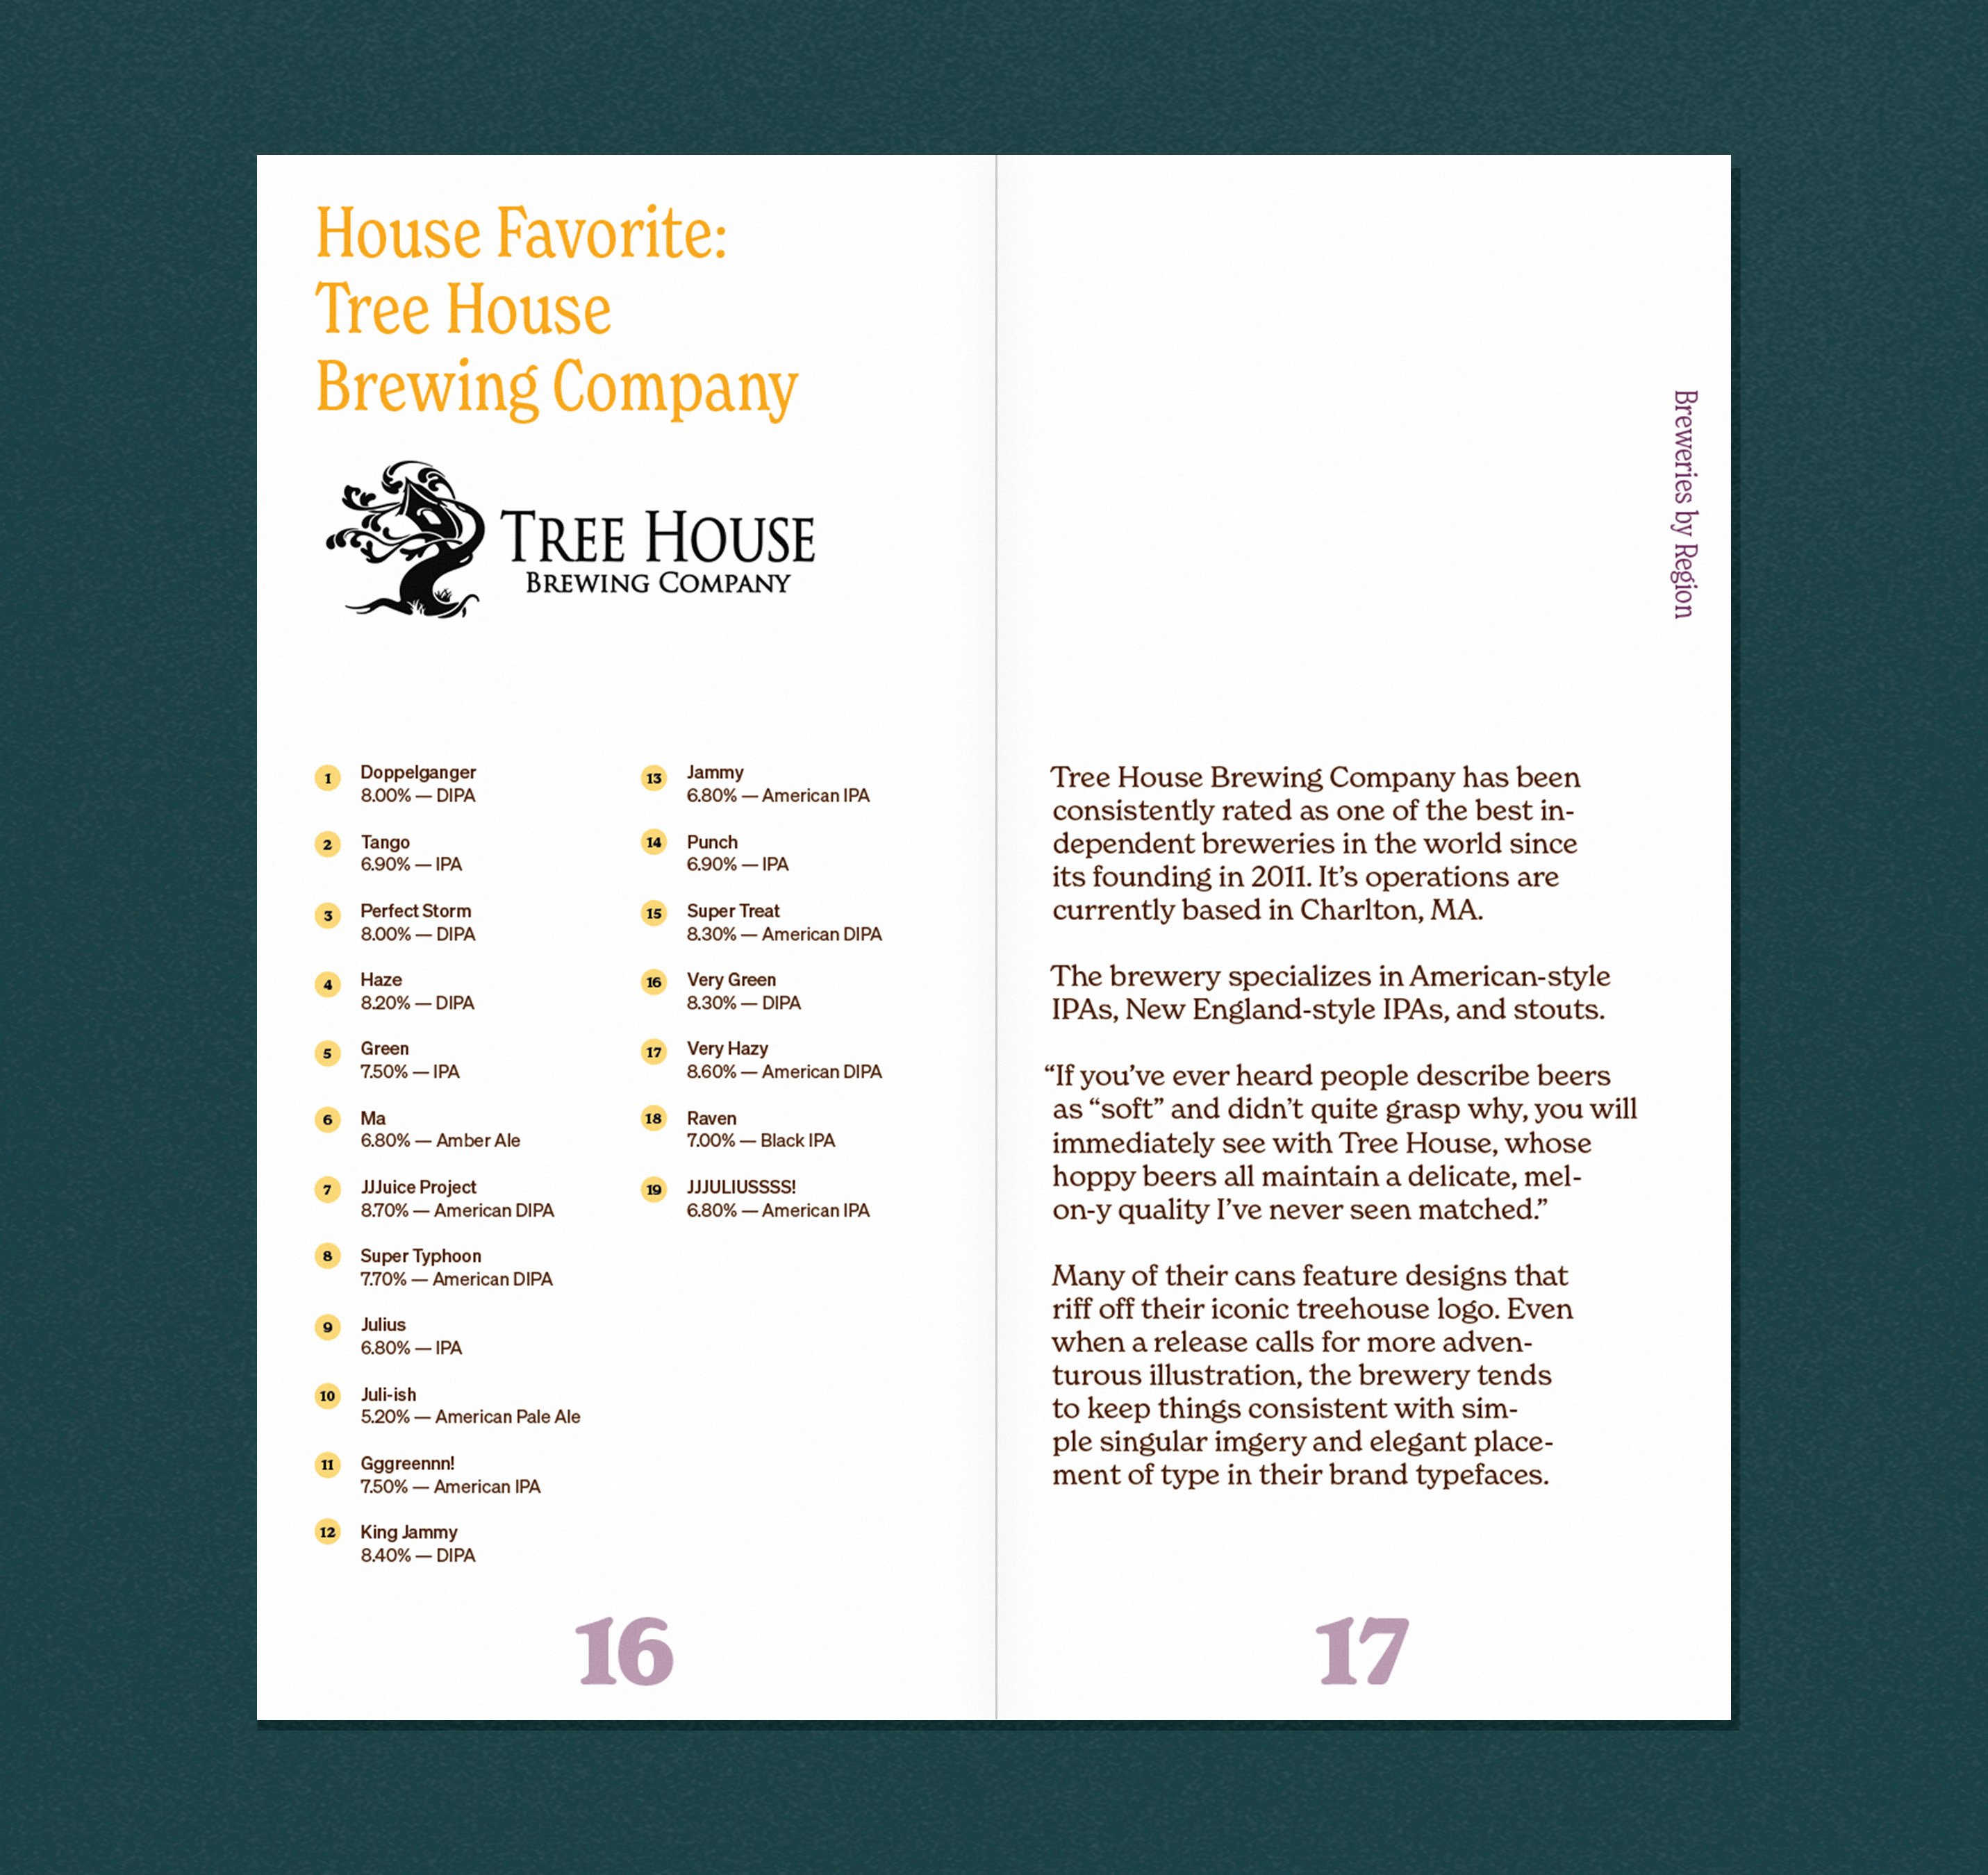 House Favorite:
Tree House
Brewing Company
TREE HOUSE
BREWING COMPANY
1 Doppelganger
8.00% — DIPA
2 Tango
6.90% — IPA
3 Perfect Storm
8.00% — DIPA
4 Haze
8.20% — DIPA
5 Green
7.50% — IPA
6 Ma
6.80% — Amber Ale
7 JJJuice Project
8.70% — American DIPA
8 Super Typhoon
7.70% — American DIPA
9 Julius
6.80% — IPA
10 Juli-ish
5.20% — American Pale Ale
11 Gggreennn!
7.50% — American IPA
12 King Jammy
8.40% — DIPA
13 Jammy
6.80% — American IPA
14 Punch
6.90% — IPA
15 Super Treat
8.30% — American DIPA
16 Very Green
8.30% — DIPA
17 Very Hazy
8.60% — American DIPA
18 Raven
7.00% — Black IPA
19 JJJULIUSSSS!
6.80% — American IPA
16
Breweries by Region
Tree House Brewing Company has been
consistently rated as one of the best in-
dependent breweries in the world since
its founding in 2011. It’s operations are
currently based in Charlton, MA.
The brewery specializes in American-style
IPAs, New England-style IPAs, and stouts.
“If you’ve ever heard people describe beers
as “soft” and didn’t quite grasp why, you will
immediately see with Tree House, whose
hoppy beers all maintain a delicate, mel-
on-y quality I’ve never seen matched.”
Many of their cans feature designs that
riff off their iconic treehouse logo. Even
when a release calls for more adven-
turous illustration, the brewery tends
to keep things consistent with sim-
ple singular imgery and elegant place-
ment of type in their brand typefaces.
17